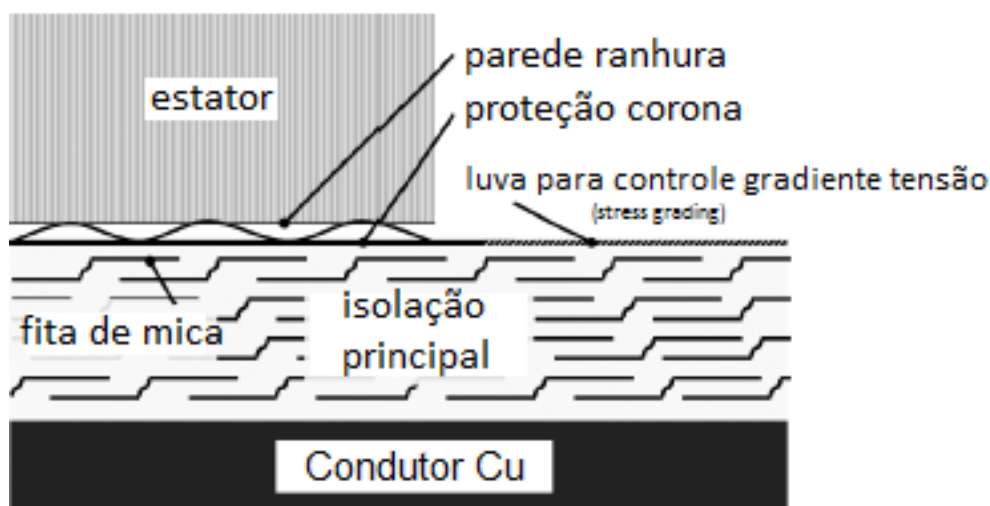 parede ranhura
estator
proteção corona
luva para controle gradiente tensão
(stress grading)
isolação
fita de mica
principal
Condutor Cu